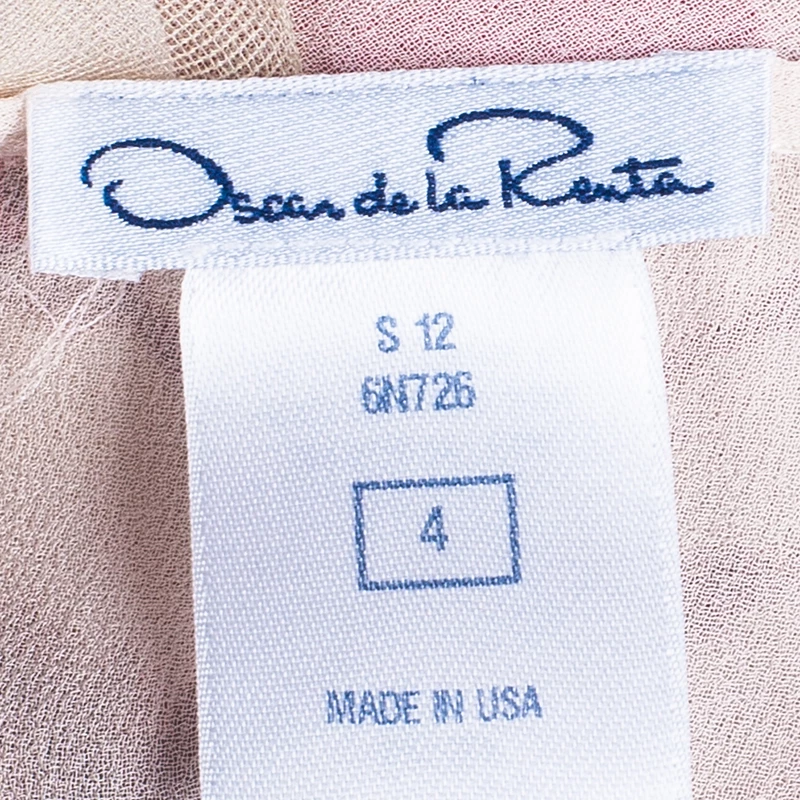 Oscar de la Renta
S 12
6N726
4
MADE IN USA